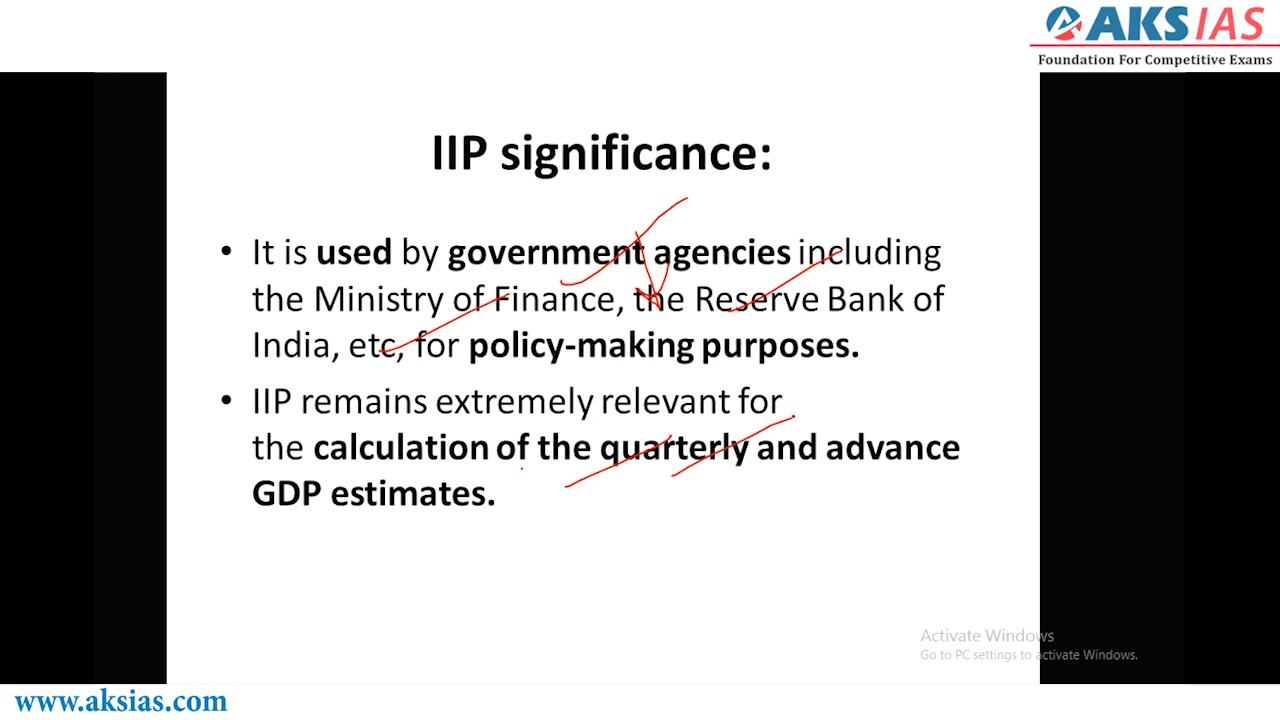 AKS IAS
Foundation For Competitive Exams
IIP significance:
• It is used by government agencies including
the Ministry of Finance, the Reserve Bank of
India, etc, for policy-making purposes.
• IIP remains extremely relevant for
the calculation of the quarterly and advance
GDP estimates.
Activate Windows
Go to PC settings to activate Windows.
www.aksias.com